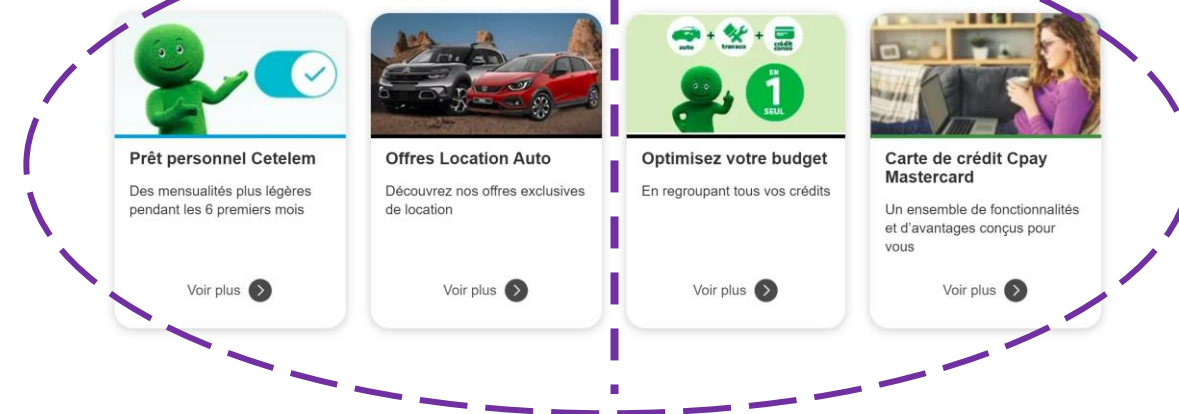 Prêt personnel Cetelem
Des mensualités plus légères
pendant les 6 premiers mois
Voir plus
Offres Location Auto
Découvrez nos offres exclusives
de location
Voir plus
auto + travaux + crédit conso
EN
1
SEUL
Optimisez votre budget
En regroupant tous vos crédits
Voir plus
Carte de crédit Cpay
Mastercard
Un ensemble de fonctionnalités
et d'avantages conçus pour
vous
Voir plus